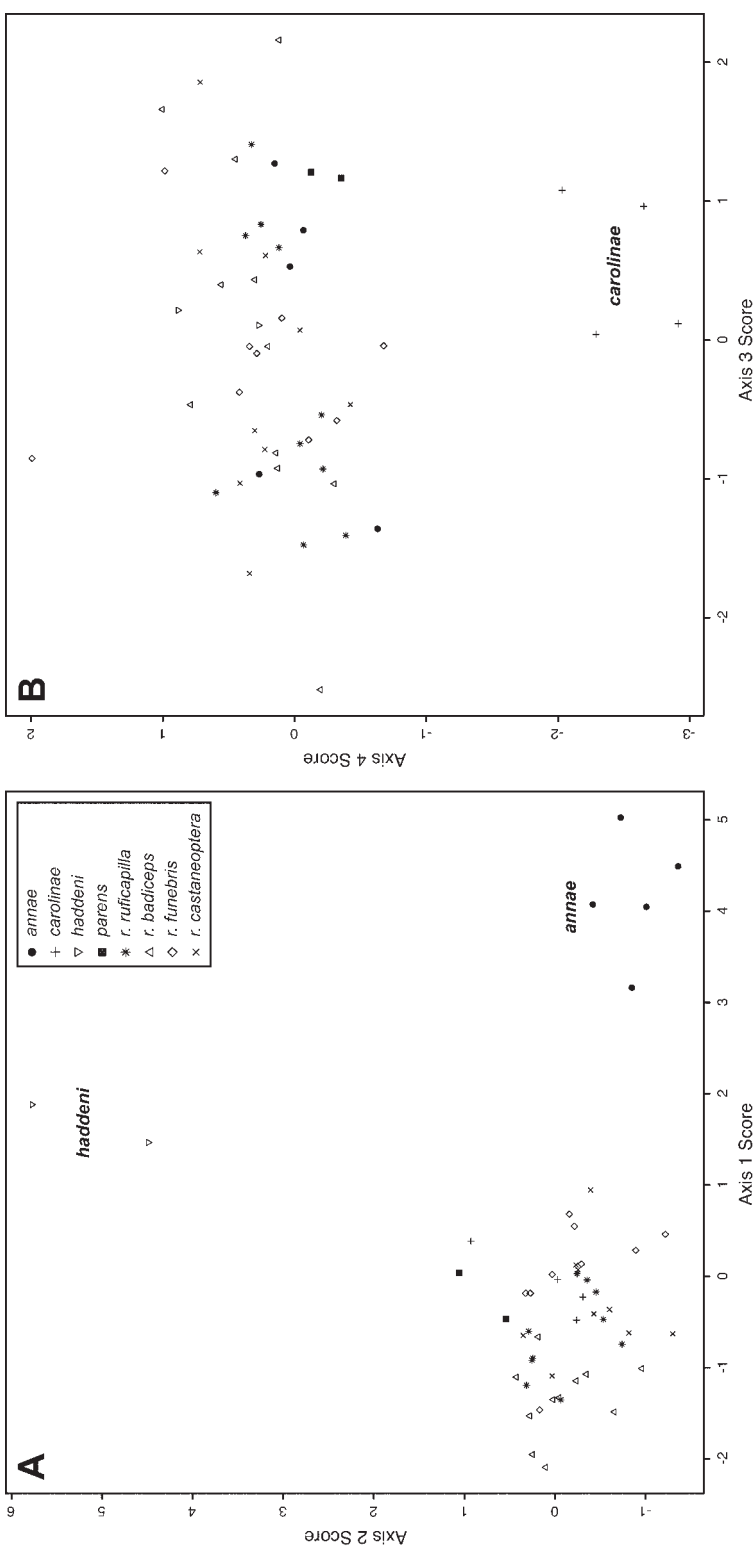 A
6
5
4
3
2
1
0
-1
Axis 2 Score
-2
-1
0
1
2
3
4
5
Axis 1 Score
haddeni
annae
annae
carolinae
haddeni
parens
r. ruficapilla
r. badiceps
r. funebris
r. castaneoptera
B
2
1
0
-1
-2
-3
Axis 4 Score
-2
-1
0
1
2
Axis 3 Score
carolinae